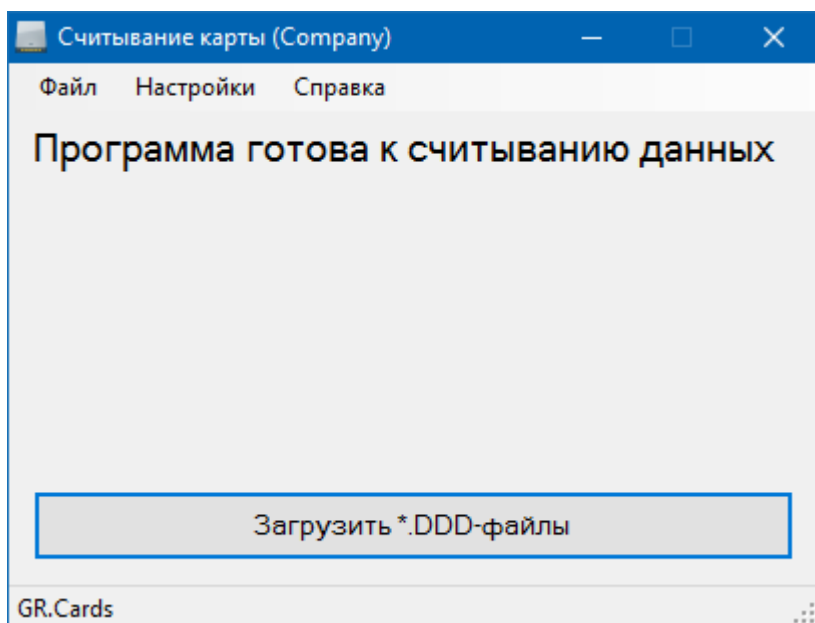 Считывание карты (Company)
Файл Настройки Справка
Программа готова к считыванию данных
Загрузить *.DDD-файлы
GR.Cards